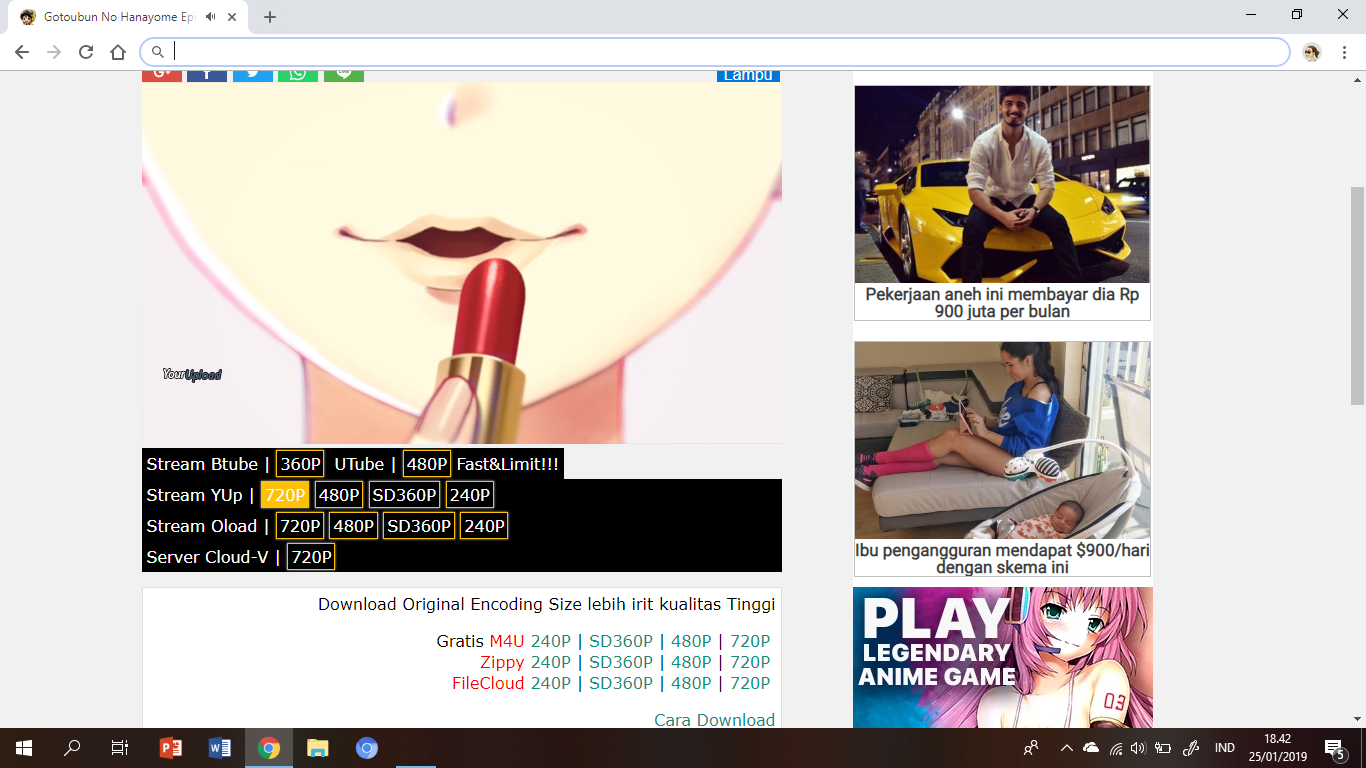 Gotoubun No Hanayome Ep
G+
Lampu
YourUpload
Stream Btube | 360P UTube | 480P Fast&Limit!!!
Stream YUp | 720P 480P SD360P 240P
Stream Oload | 720P 480P SD360P 240P
Server Cloud-V | 720P
Download Original Encoding Size lebih irit kualitas Tinggi
Gratis M4U 240P | SD360P | 480P | 720P
Zippy 240P | SD360P | 480P | 720P
FileCloud 240P | SD360P | 480P | 720P
Cara Download
Pekerjaan aneh ini membayar dia Rp
900 juta per bulan
Ibu pengangguran mendapat $900/hari
dengan skema ini
PLAY
LEGENDARY
ANIME GAME
03
IND
18.42
25/01/2019
5